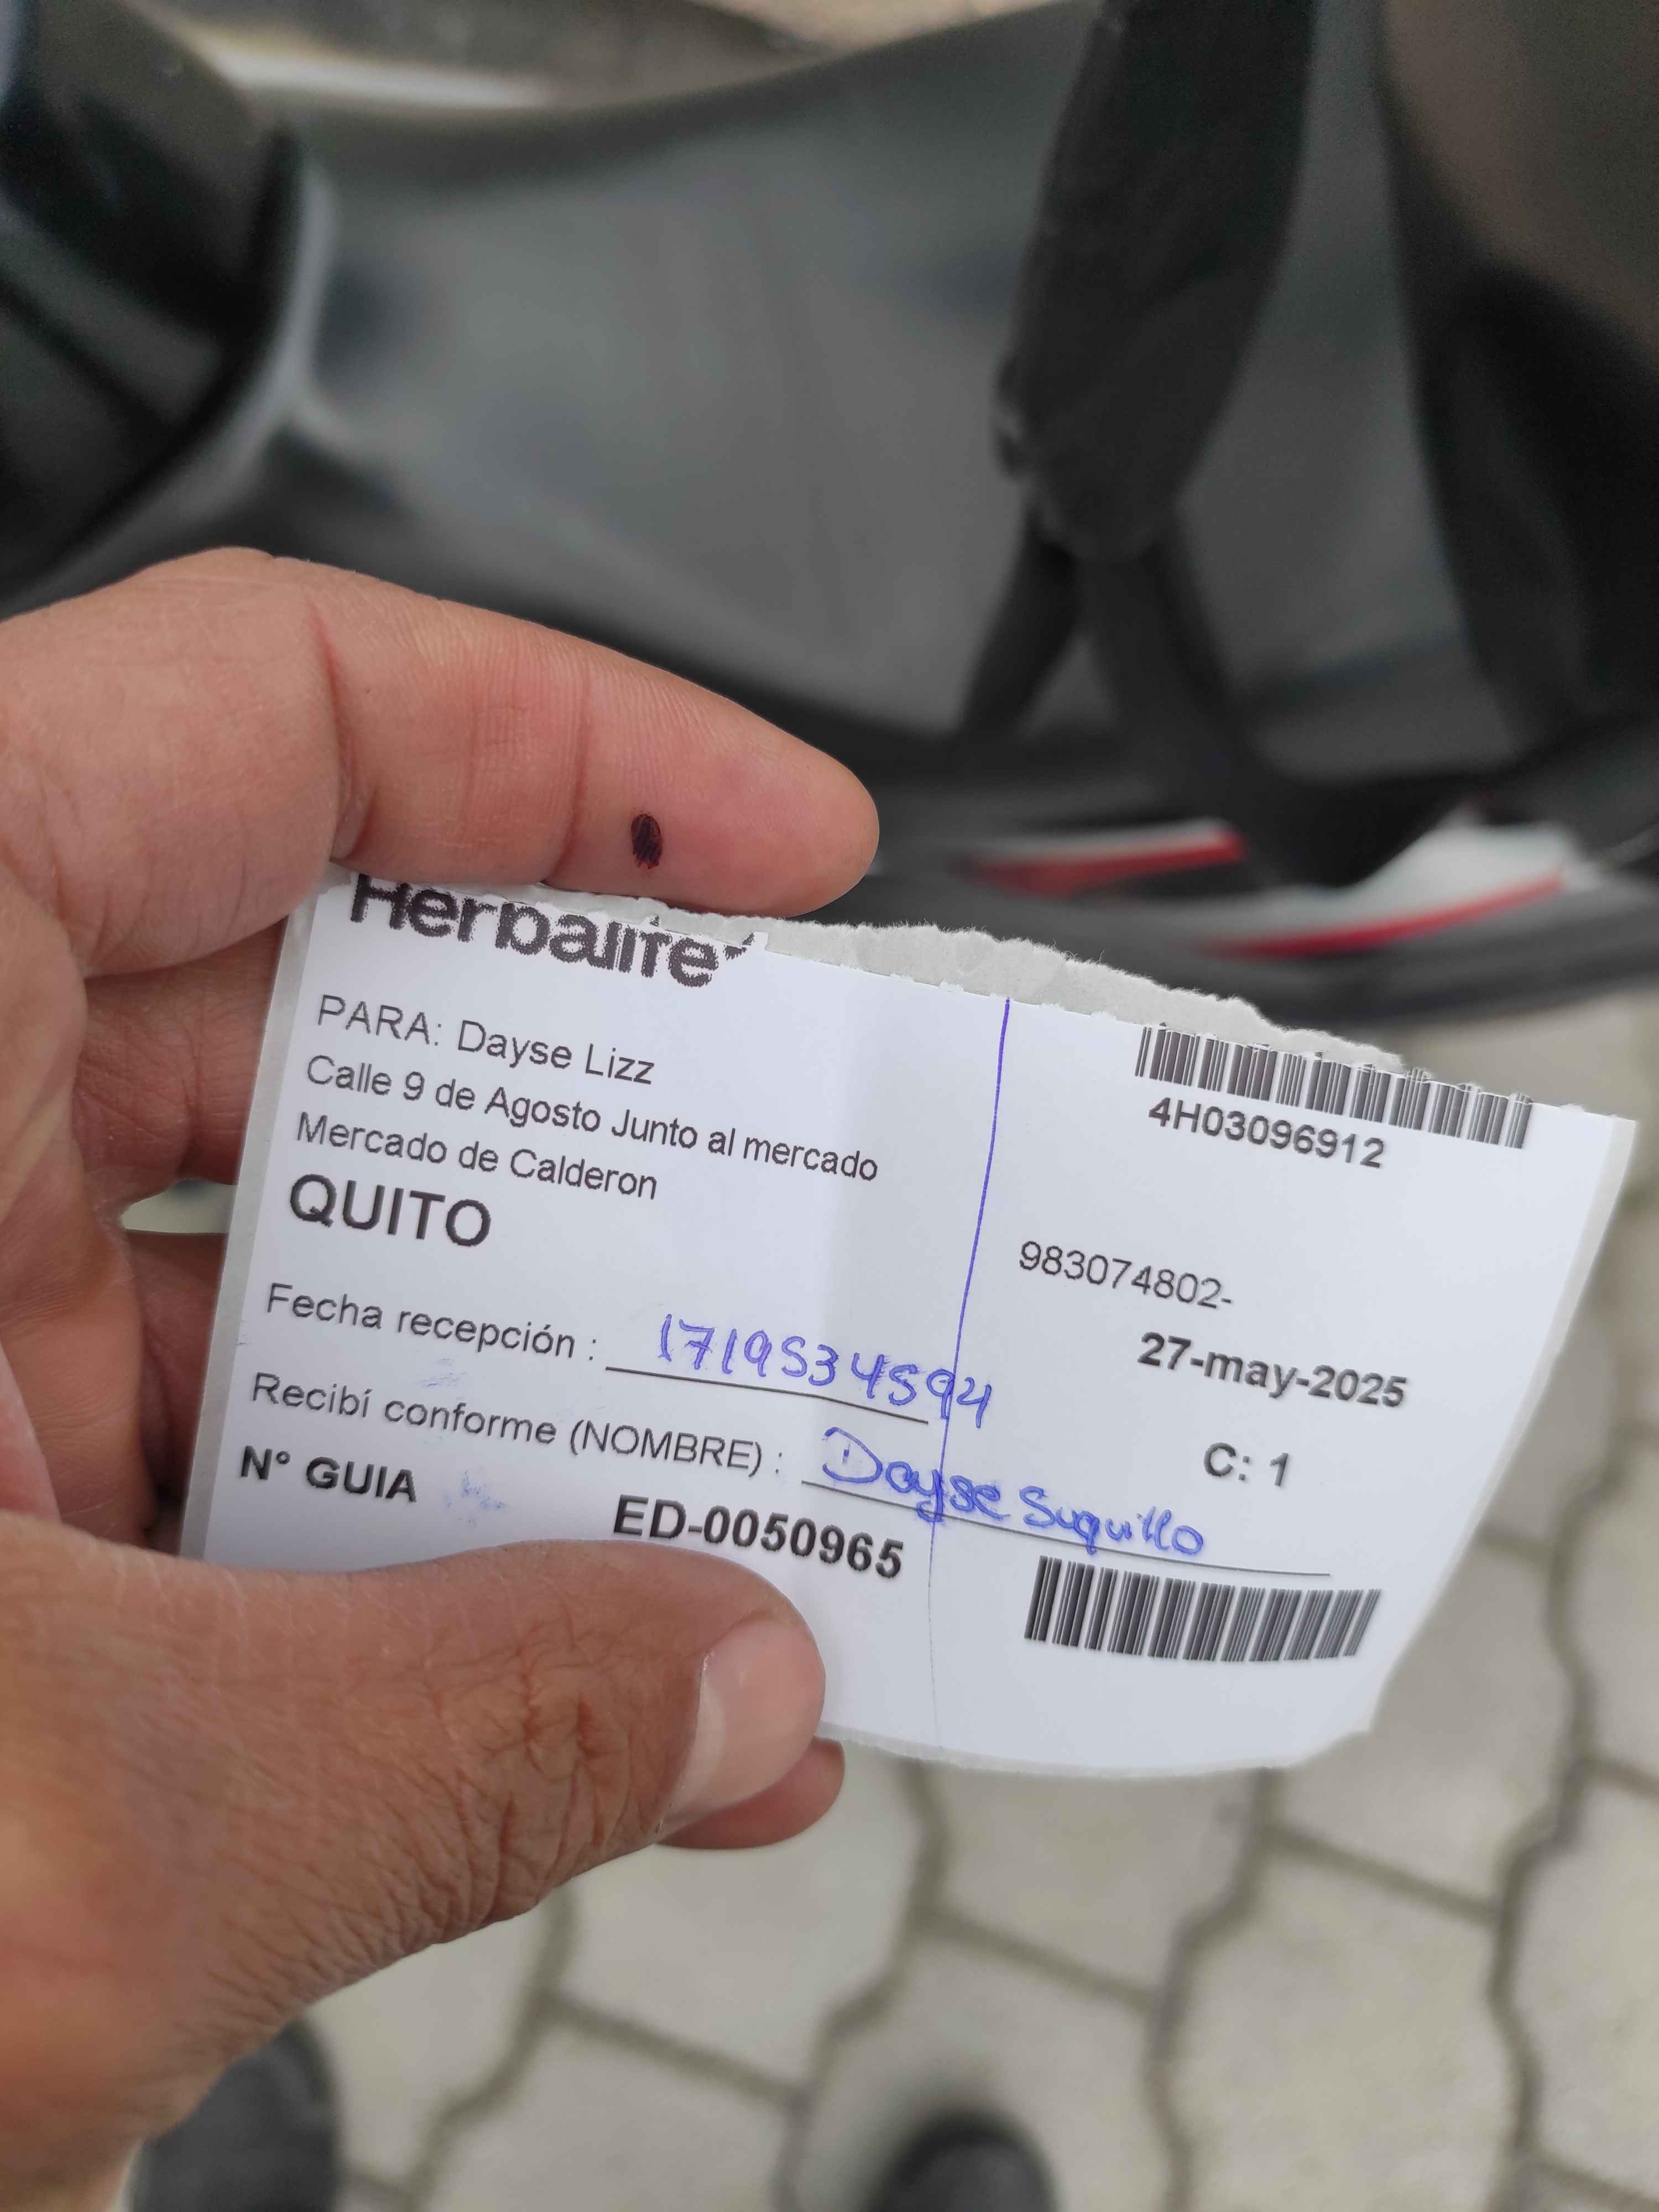 Herbalife
PARA: Dayse Lizz
Calle 9 de Agosto Junto al mercado
Mercado de Calderon
QUITO
4H03096912
983074802-
27-may-2025
C: 1
Fecha recepción : 1719534594
Recibí conforme (NOMBRE) : Dayse Suquillo
N° GUIA ED-0050965